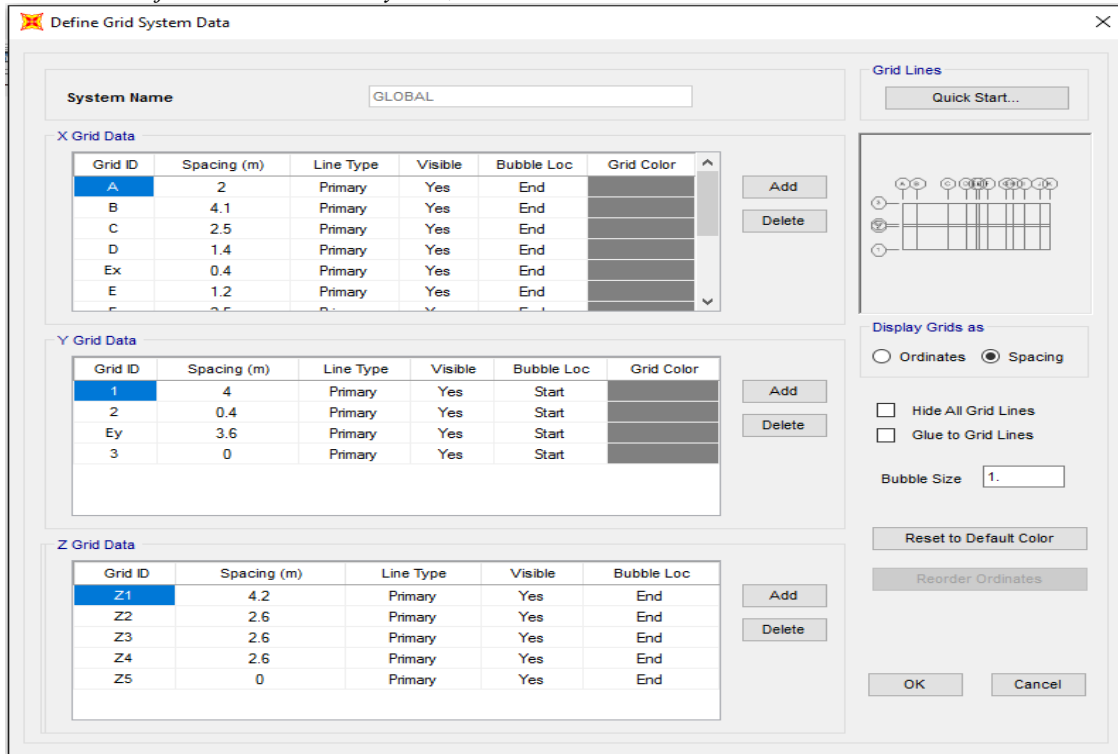 Define Grid System Data
Grid Lines
System Name GLOBAL Quick Start...
X Grid Data
Grid ID Spacing (m) Line Type Visible Bubble Loc Grid Color
A 2 Primary Yes End Add
B 4.1 Primary Yes End
C 2.5 Primary Yes End Delete
D 1.4 Primary Yes End
Ex 0.4 Primary Yes End
E 1.2 Primary Yes End
Display Grids as
Ordinates Spacing
Y Grid Data
Grid ID Spacing (m) Line Type Visible Bubble Loc Grid Color
1 4 Primary Yes Start Add
2 0.4 Primary Yes Start
Ey 3.6 Primary Yes Start Delete
3 0 Primary Yes Start
Hide All Grid Lines
Glue to Grid Lines
Bubble Size 1.
Reset to Default Color
Reorder Ordinates
Z Grid Data
Grid ID Spacing (m) Line Type Visible Bubble Loc
Z1 4.2 Primary Yes End Add
Z2 2.6 Primary Yes End
Z3 2.6 Primary Yes End Delete
Z4 2.6 Primary Yes End
Z5 0 Primary Yes End
OK Cancel